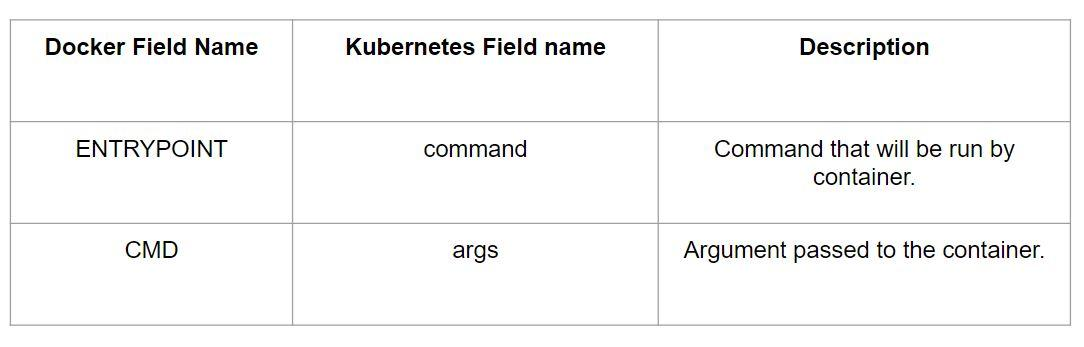 Docker Field Name Kubernetes Field name Description
ENTRYPOINT command Command that will be run by
container.
CMD args Argument passed to the container.